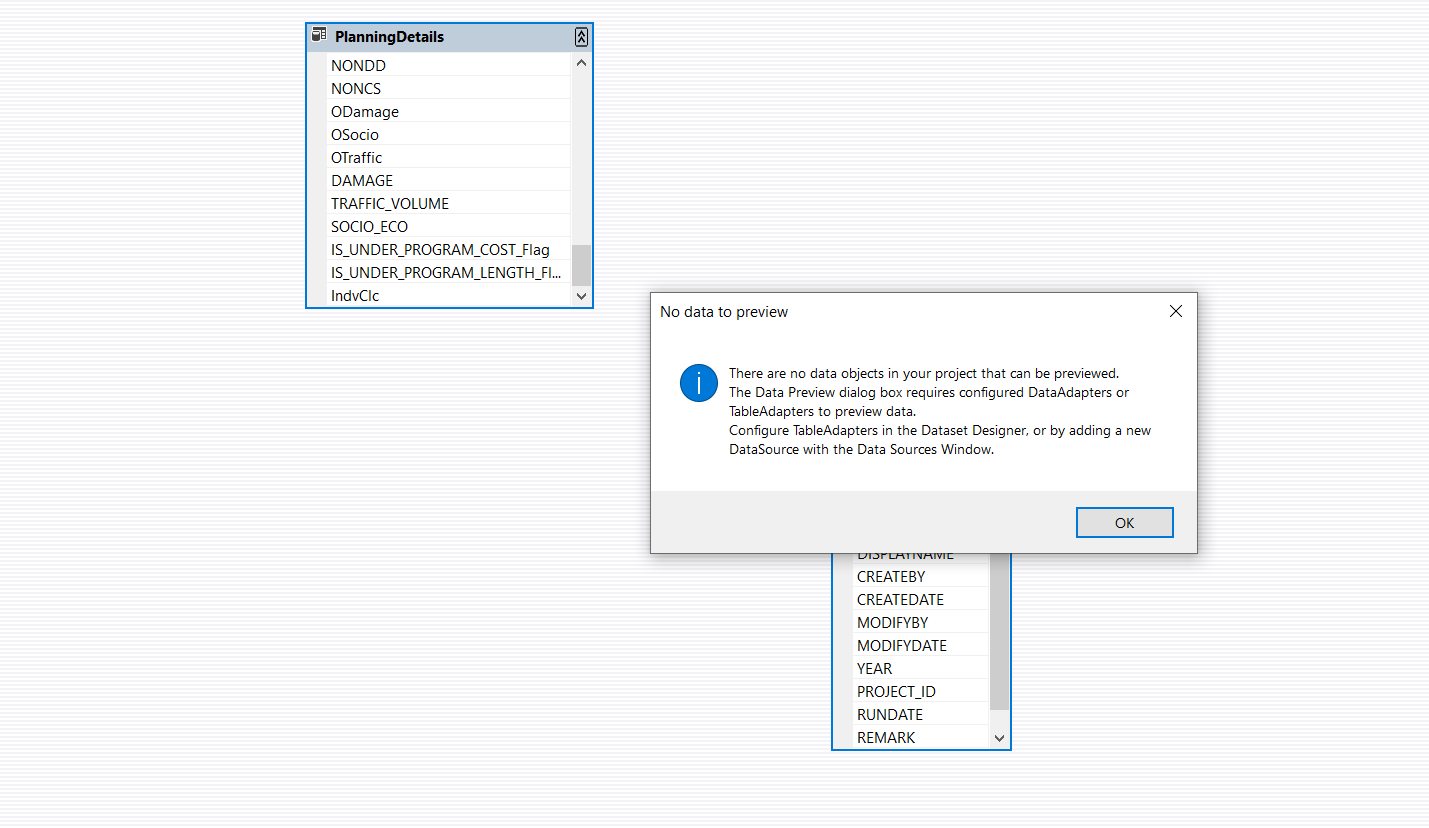 PlanningDetails
NONDD
NONCS
ODamage
OSocio
OTraffic
DAMAGE
TRAFFIC_VOLUME
SOCIO_ECO
IS_UNDER_PROGRAM_COST_Flag
IS_UNDER_PROGRAM_LENGTH_Fl...
IndvClc
No data to preview
There are no data objects in your project that can be previewed.
The Data Preview dialog box requires configured DataAdapters or
TableAdapters to preview data.
Configure TableAdapters in the Dataset Designer, or by adding a new
DataSource with the Data Sources Window.
OK
DISPLAYNAME
CREATEBY
CREATEDATE
MODIFYBY
MODIFYDATE
YEAR
PROJECT_ID
RUNDATE
REMARK